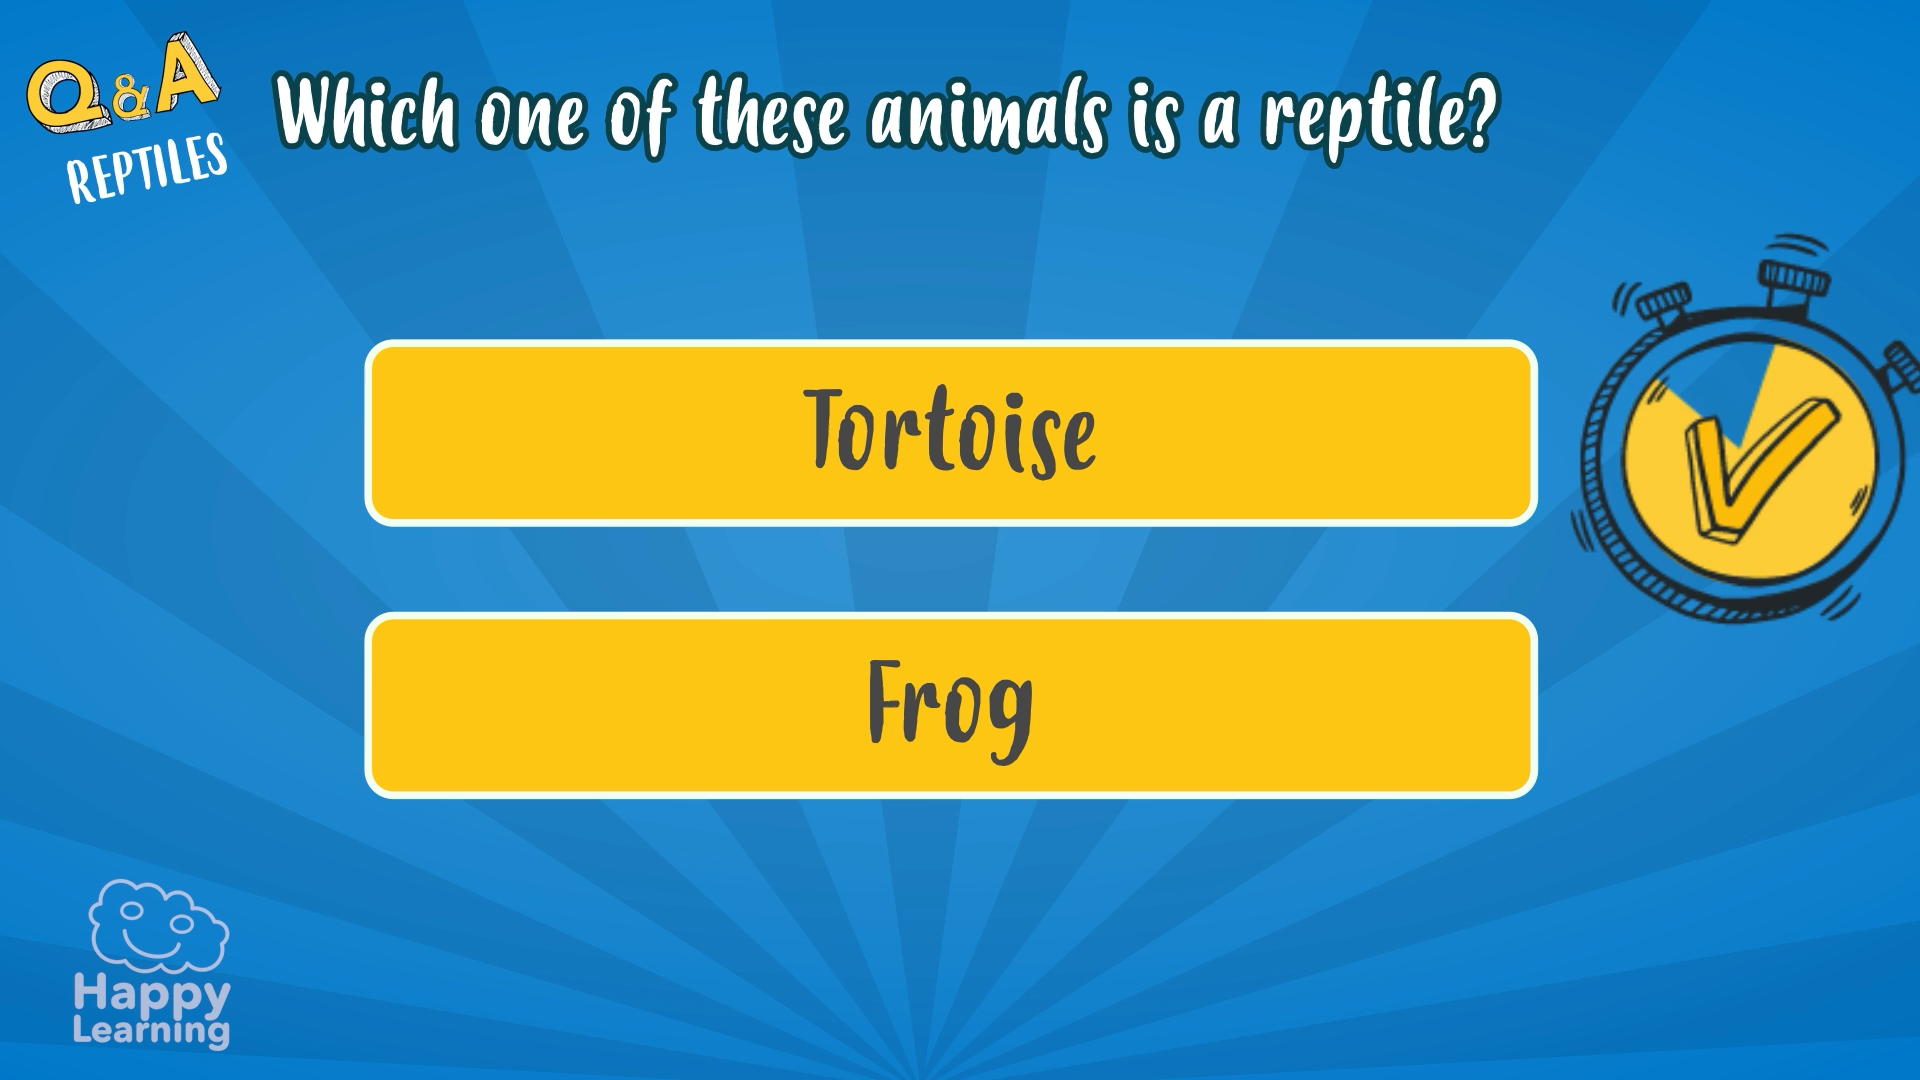 Q&A
REPTILES
Which one of these animals is a reptile?
Tortoise
Frog
Happy
Learning